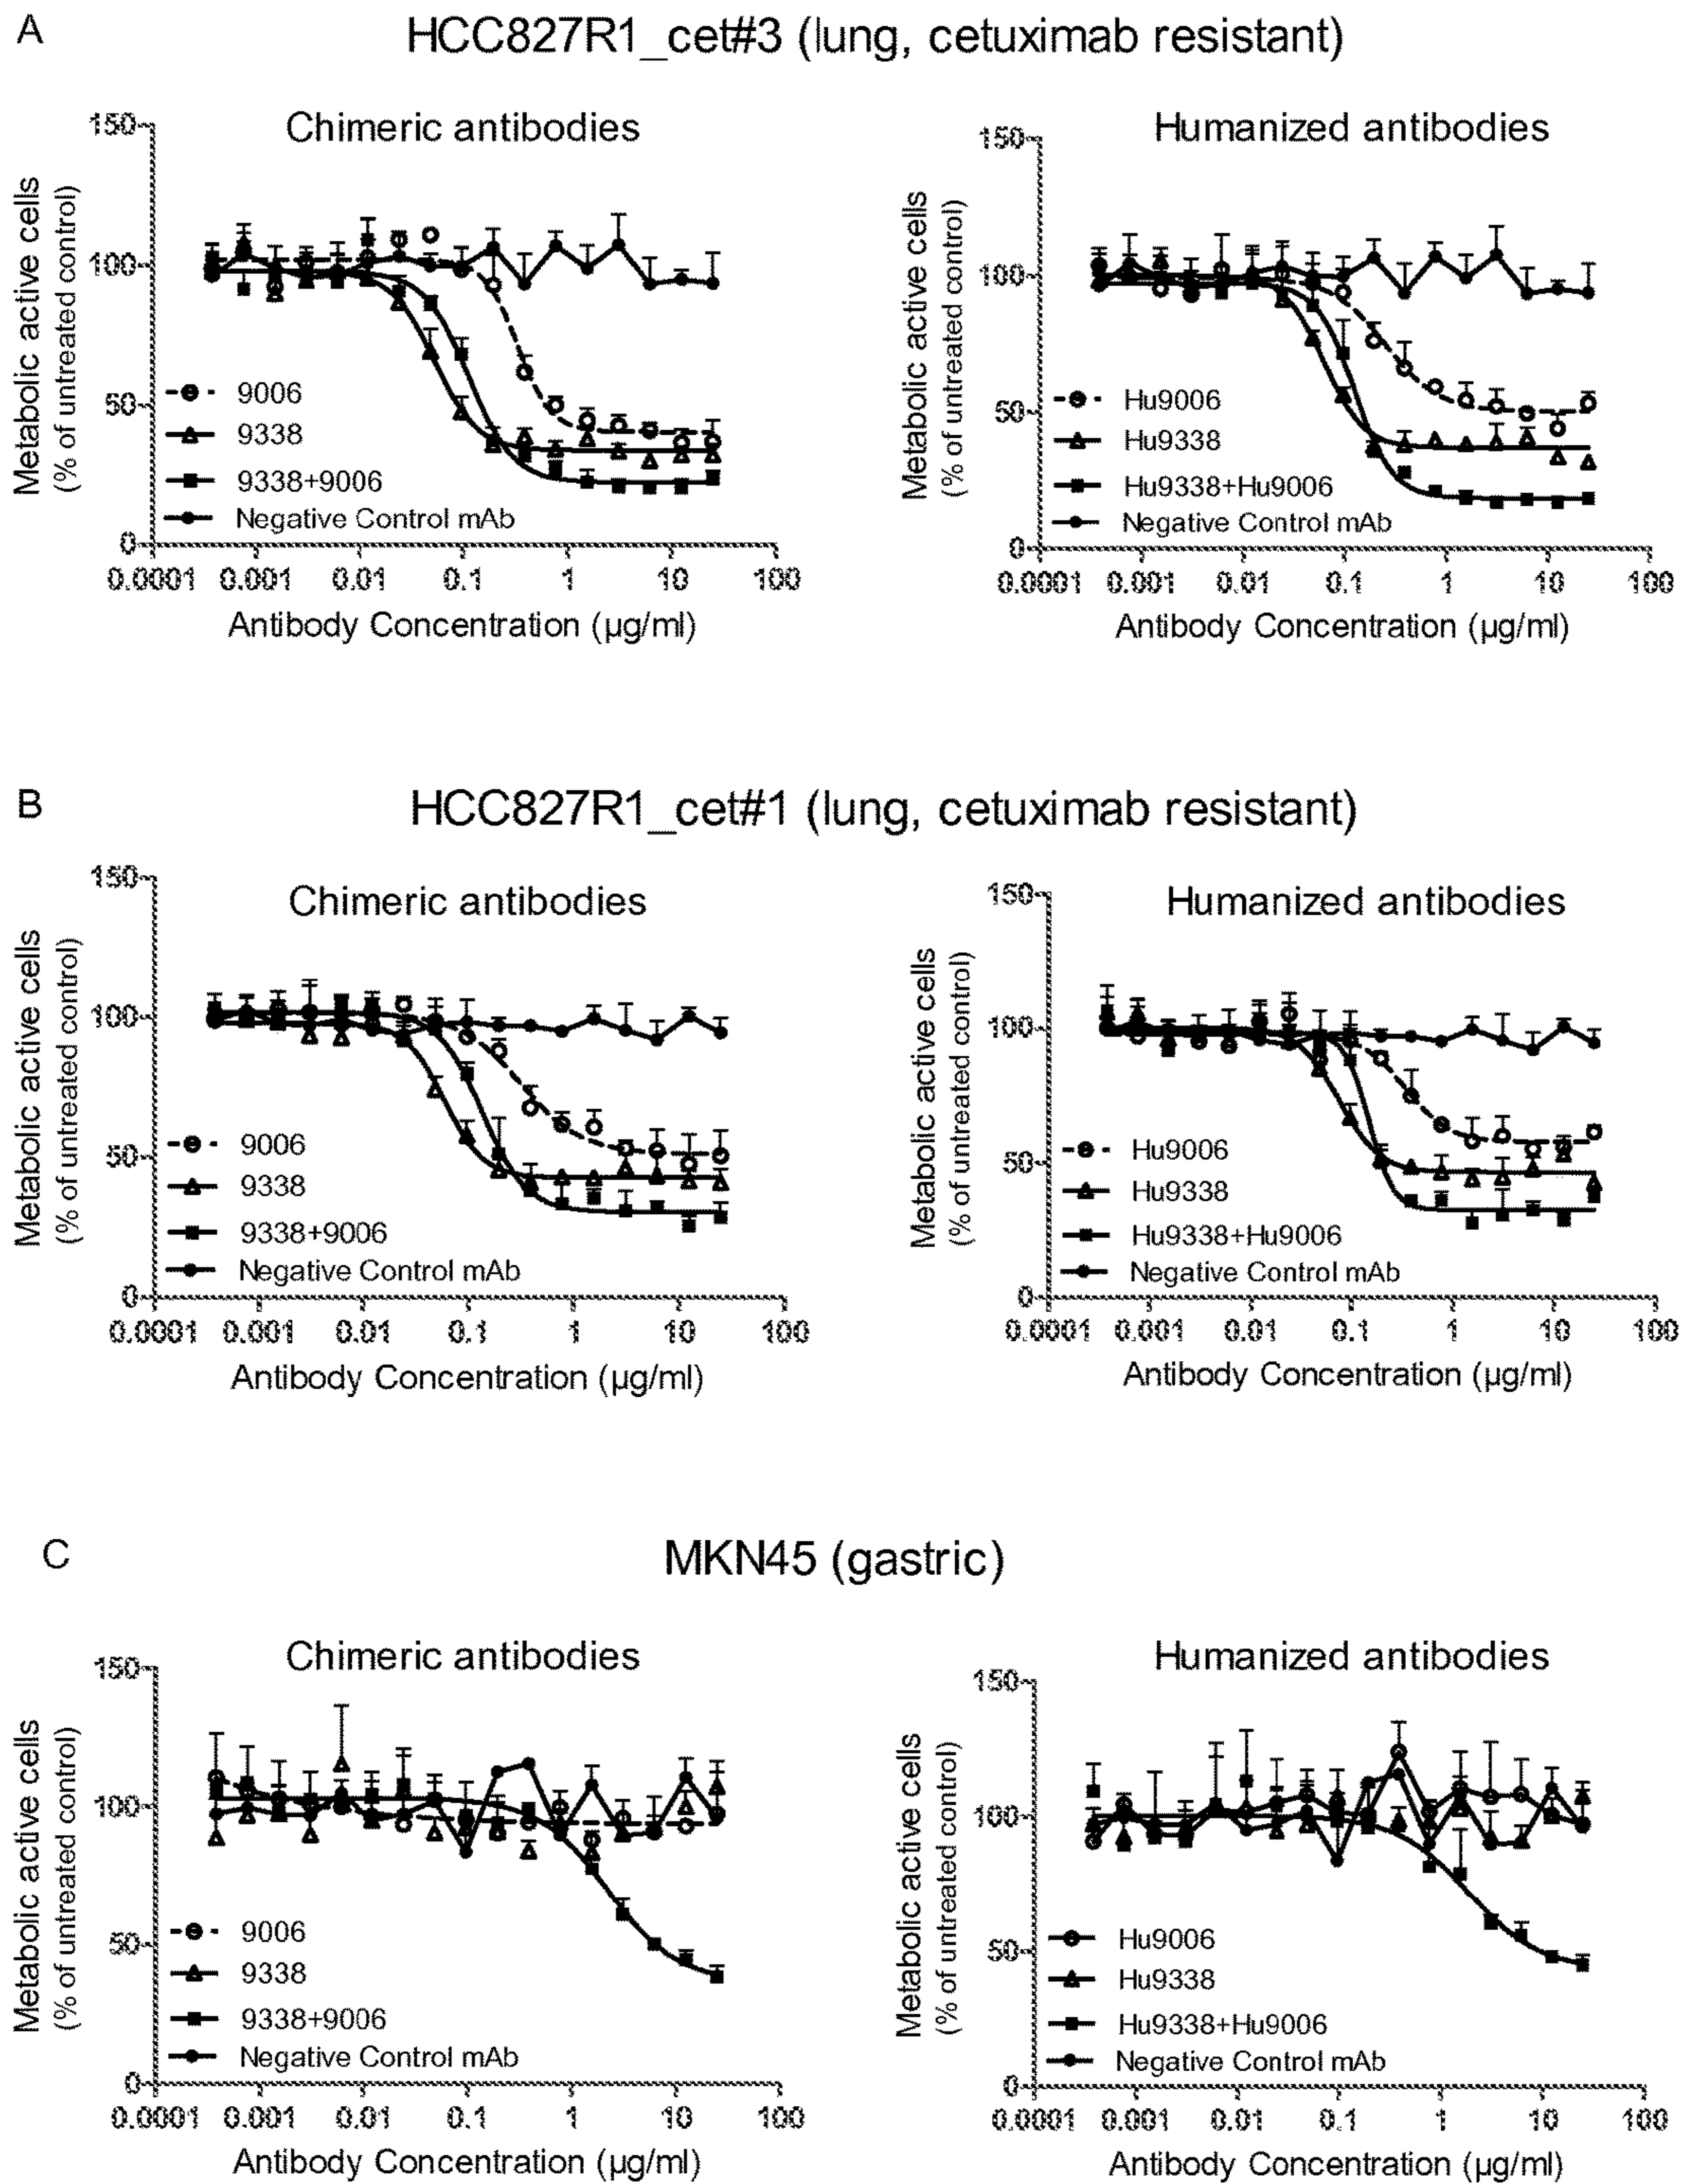 A
HCC827R1_cet#3 (lung, cetuximab resistant)
Chimeric antibodies
Metabolic active cells
(% of untreated control)
150
100
50
0
9006
9338
9338+9006
Negative Control mAb
0.0001 0.001 0.01 0.1 1 10 100
Antibody Concentration (µg/ml)
Humanized antibodies
Metabolic active cells
(% of untreated control)
150
100
50
0
Hu9006
Hu9338
Hu9338+Hu9006
Negative Control mAb
0.0001 0.001 0.01 0.1 1 10 100
Antibody Concentration (µg/ml)
B
HCC827R1_cet#1 (lung, cetuximab resistant)
Chimeric antibodies
Metabolic active cells
(% of untreated control)
150
100
50
0
9006
9338
9338+9006
Negative Control mAb
0.0001 0.001 0.01 0.1 1 10 100
Antibody Concentration (µg/ml)
Humanized antibodies
Metabolic active cells
(% of untreated control)
150
100
50
0
Hu9006
Hu9338
Hu9338+Hu9006
Negative Control mAb
0.0001 0.001 0.01 0.1 1 10 100
Antibody Concentration (µg/ml)
C
MKN45 (gastric)
Chimeric antibodies
Metabolic active cells
(% of untreated control)
150
100
50
0
9006
9338
9338+9006
Negative Control mAb
0.0001 0.001 0.01 0.1 1 10 100
Antibody Concentration (µg/ml)
Humanized antibodies
Metabolic active cells
(% of untreated control)
150
100
50
0
Hu9006
Hu9338
Hu9338+Hu9006
Negative Control mAb
0.0001 0.001 0.01 0.1 1 10 100
Antibody Concentration (µg/ml)